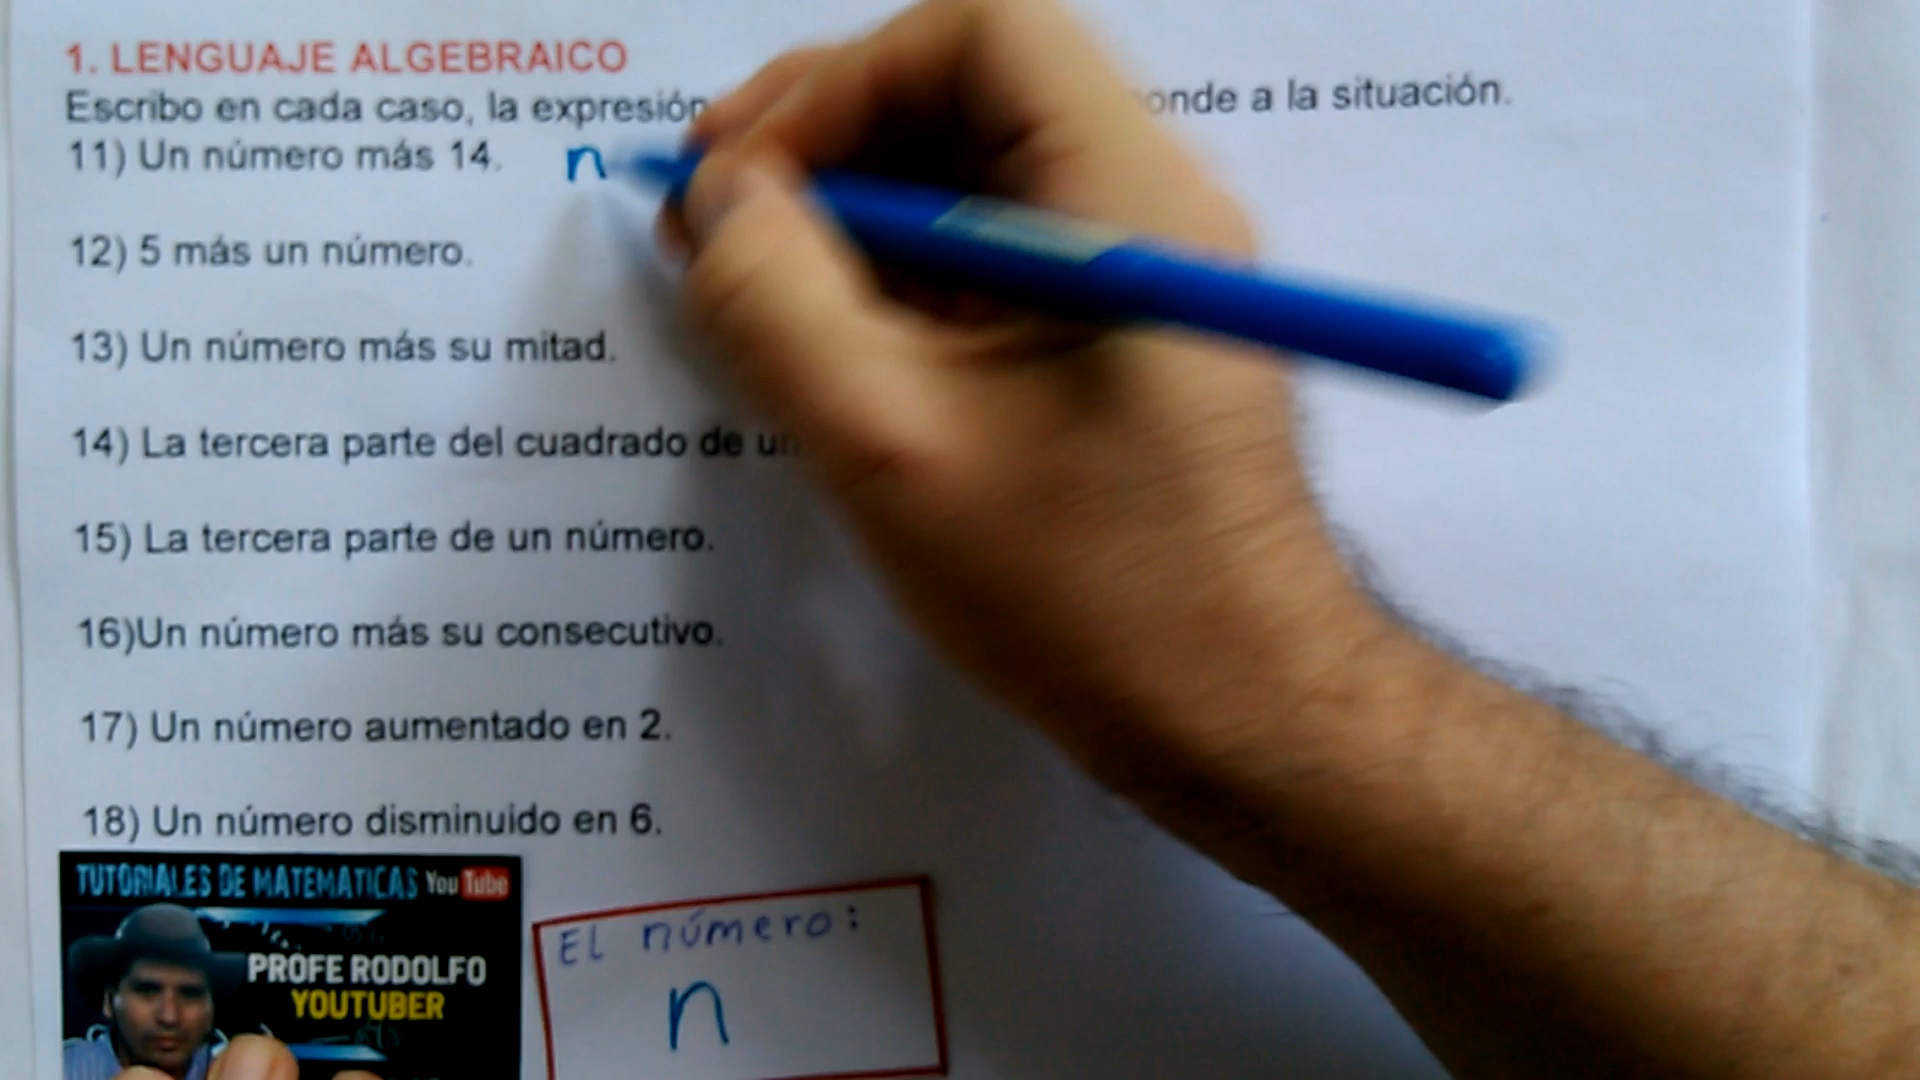 1. LENGUAJE ALGEBRAICO
Escribo en cada caso, la expresión onde a la situación.
11) Un número más 14. n
12) 5 más un número.
13) Un número más su mitad.
14) La tercera parte del cuadrado de un
15) La tercera parte de un número.
16)Un número más su consecutivo.
17) Un número aumentado en 2.
18) Un número disminuido en 6.
TUTORIALES DE MATEMATICAS YouTube
PROFE RODOLFO
YOUTUBER
El número:
n